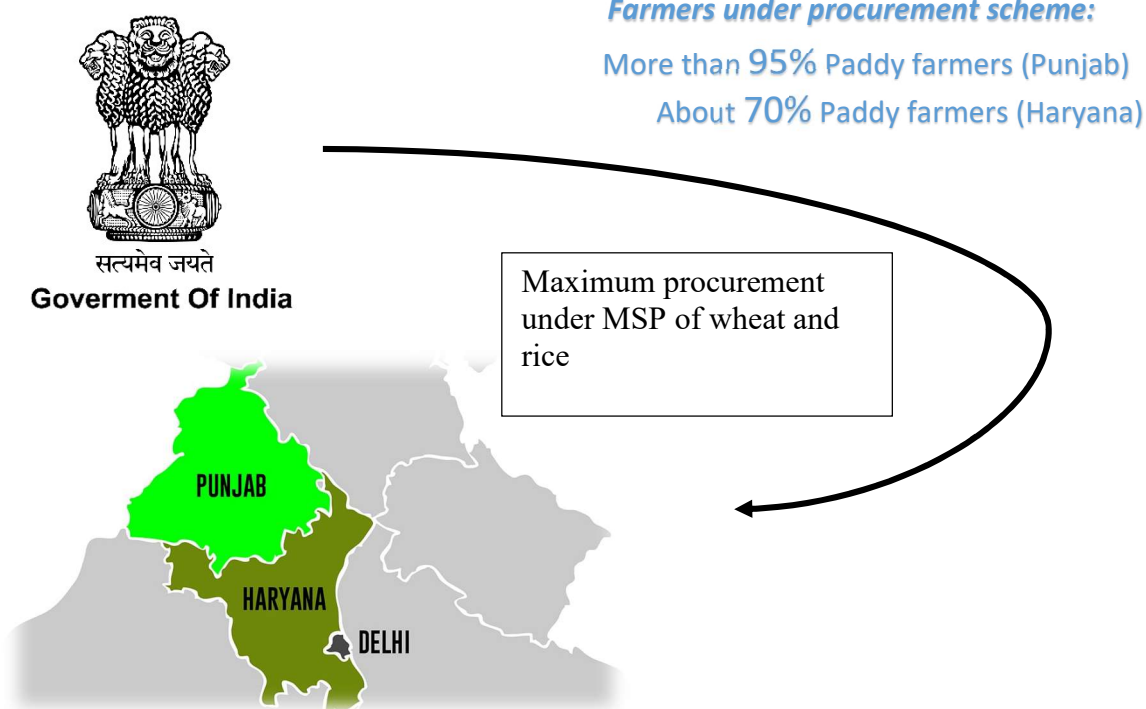 Farmers under procurement scheme:
More than 95% Paddy farmers (Punjab)
About 70% Paddy farmers (Haryana)
सत्यमेव जयते
Goverment Of India
Maximum procurement
under MSP of wheat and
rice
PUNJAB
HARYANA
DELHI